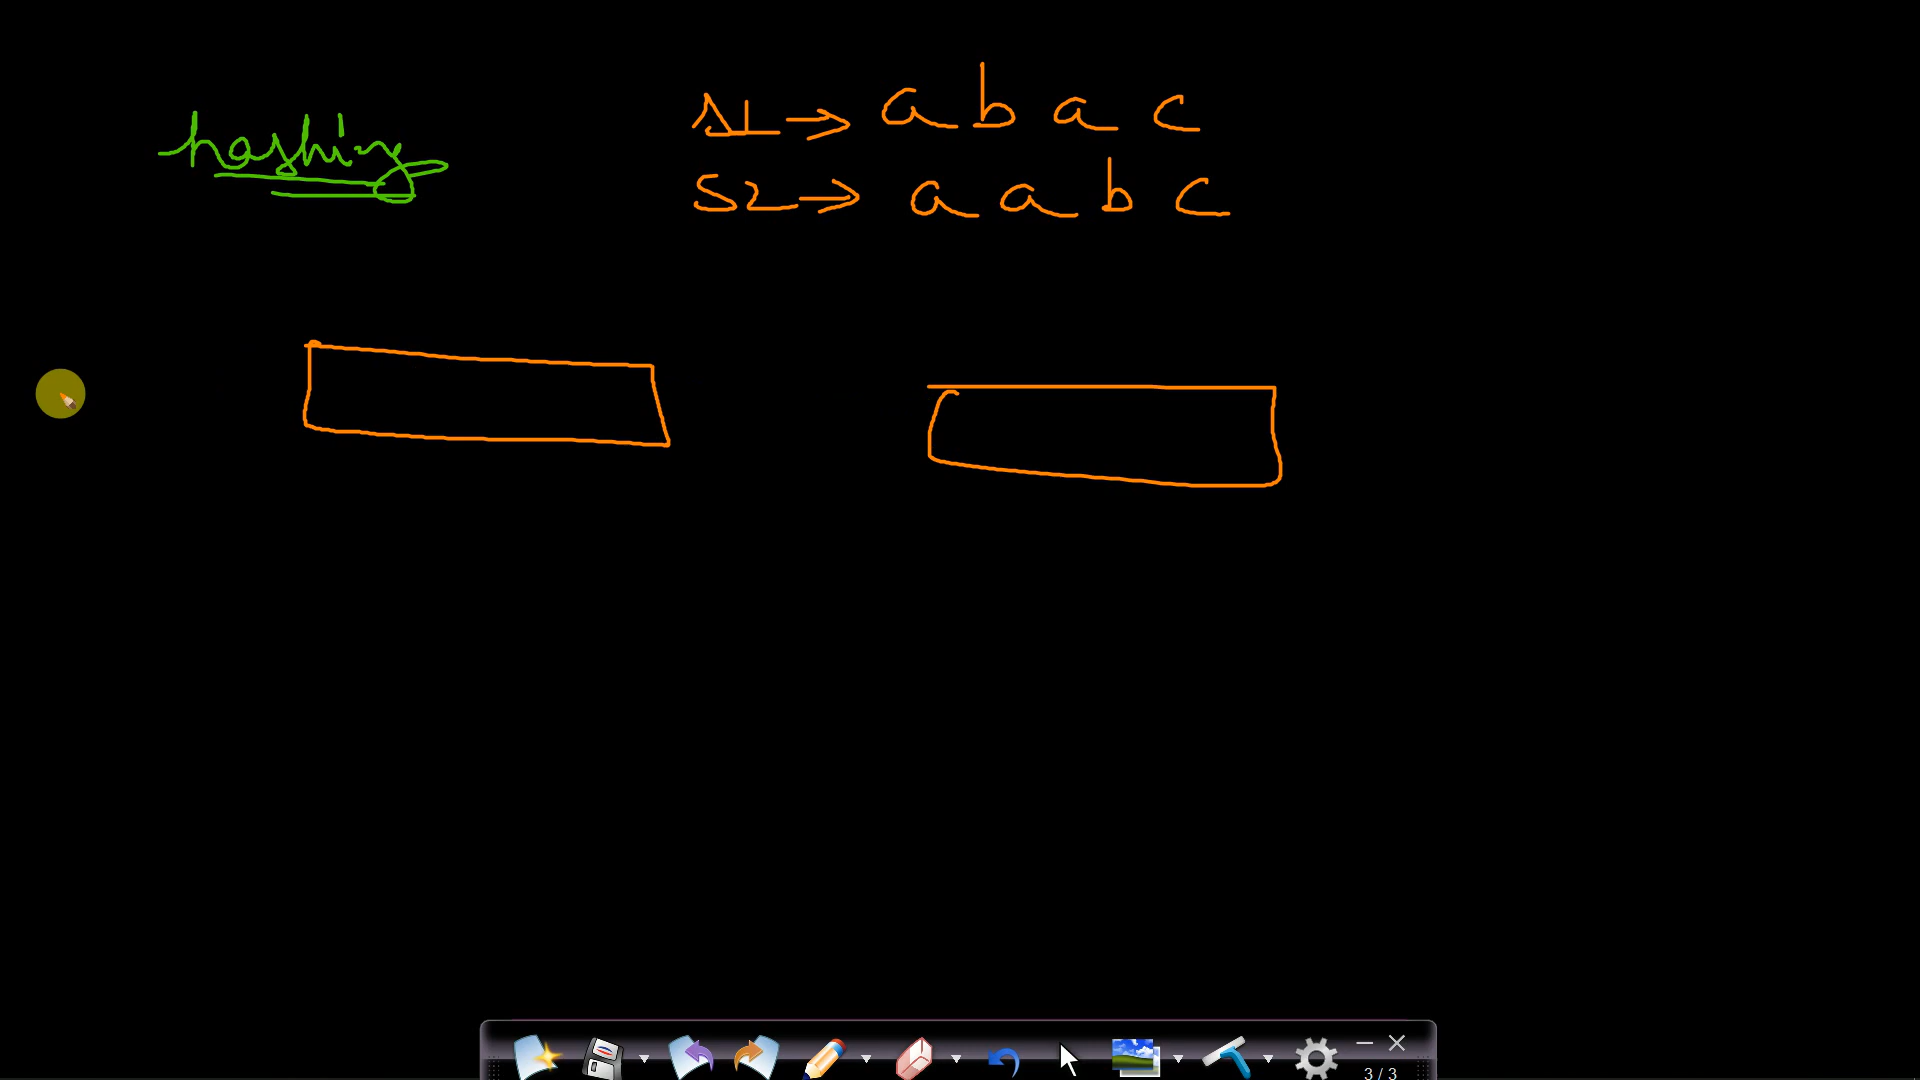 hashing
S1 → a b a c
S2 → a a b c
3 / 3